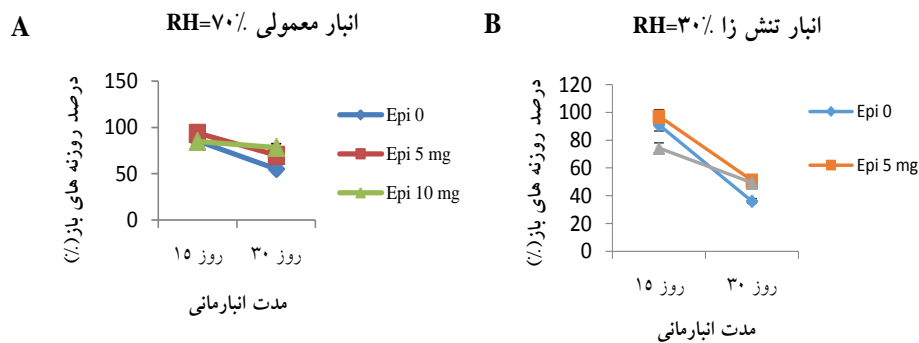 A
انبار معمولی RH=۷۰٪
درصد روزنه های باز(٪)
150
100
50
0
روز ۱۵
روز ۳۰
مدت انبارمانی
Epi 0
Epi 5 mg
Epi 10 mg
B
انبار تنش زا RH=۳۰٪
درصد روزنه های باز(٪)
120
100
80
60
40
20
0
روز ۱۵
روز ۳۰
مدت انبارمانی
Epi 0
Epi 5 mg